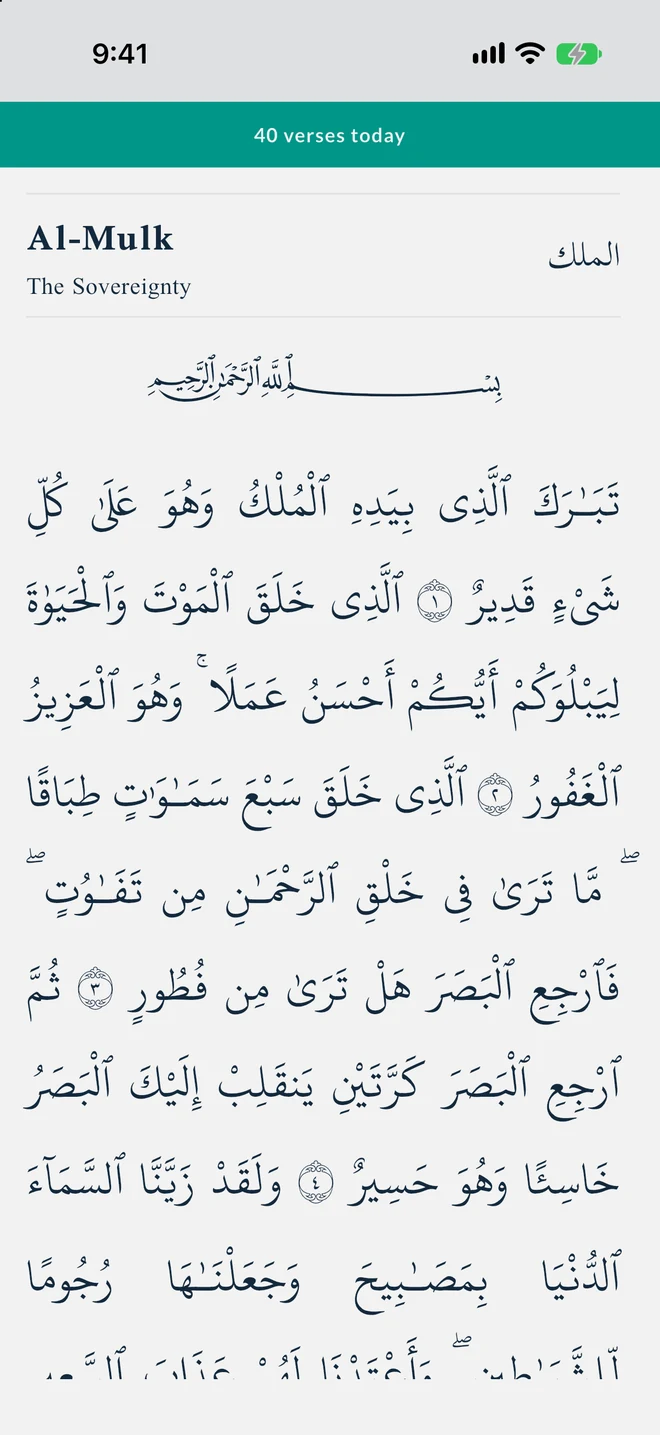 9:41
40 verses today
Al-Mulk
الملك
The Sovereignty
بِسْمِ ٱللَّهِ ٱلرَّحْمَٰنِ ٱلرَّحِيمِ
تَبَـٰرَكَ ٱلَّذِى بِيَدِهِ ٱلْمُلْكُ وَهُوَ عَلَىٰ كُلِّ
شَىْءٍ قَدِيرٌ ١ ٱلَّذِى خَلَقَ ٱلْمَوْتَ وَٱلْحَيَوٰةَ
لِيَبْلُوَكُمْ أَيُّكُمْ أَحْسَنُ عَمَلًا ۚ وَهُوَ ٱلْعَزِيزُ
ٱلْغَفُورُ ٢ ٱلَّذِى خَلَقَ سَبْعَ سَمَـٰوَٰتٍ طِبَاقًا
ۖ مَّا تَرَىٰ فِى خَلْقِ ٱلرَّحْمَـٰنِ مِن تَفَـٰوُتٍ ۖ
فَٱرْجِعِ ٱلْبَصَرَ هَلْ تَرَىٰ مِن فُطُورٍ ٣ ثُمَّ
ٱرْجِعِ ٱلْبَصَرَ كَرَّتَيْنِ يَنقَلِبْ إِلَيْكَ ٱلْبَصَرُ
خَاسِئًا وَهُوَ حَسِيرٌ ٤ وَلَقَدْ زَيَّنَّا ٱلسَّمَآءَ
ٱلدُّنْيَا بِمَصَـٰبِيحَ وَجَعَلْنَـٰهَا رُجُومًا